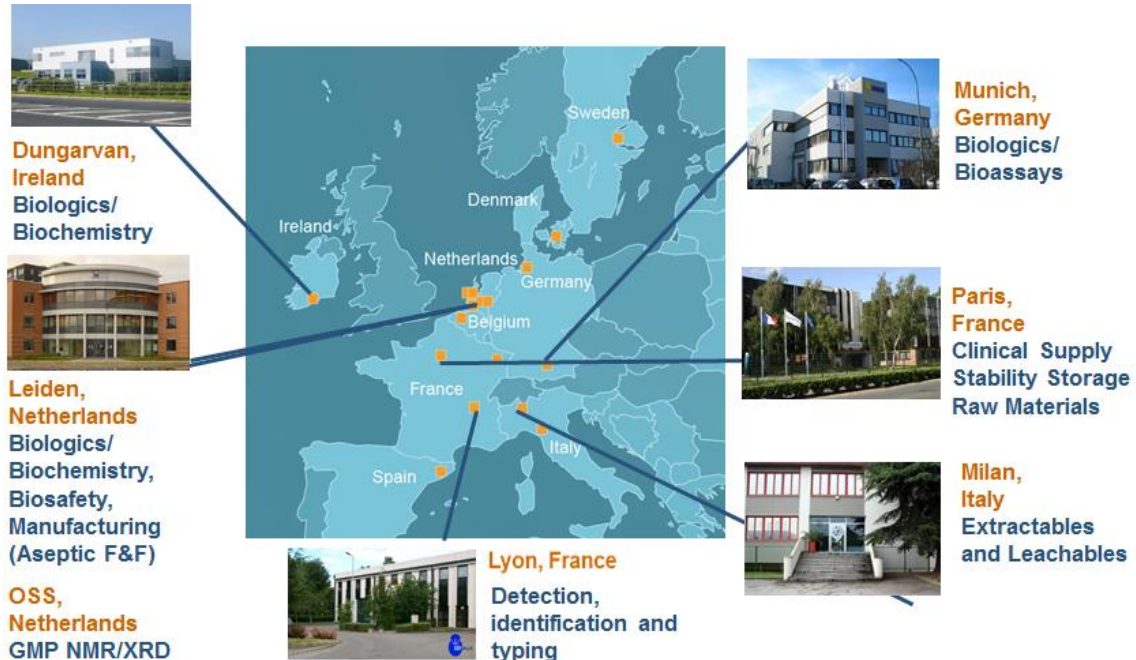 Dungarvan,
Ireland
Biologics/
Biochemistry
Leiden,
Netherlands
Biologics/
Biochemistry,
Biosafety,
Manufacturing
(Aseptic F&F)
OSS,
Netherlands
GMP NMR/XRD
Sweden
Denmark
Ireland
Netherlands
Germany
Belgium
France
Italy
Spain
Lyon, France
Detection,
identification and
typing
Munich,
Germany
Biologics/
Bioassays
Paris,
France
Clinical Supply
Stability Storage
Raw Materials
Milan,
Italy
Extractables
and Leachables